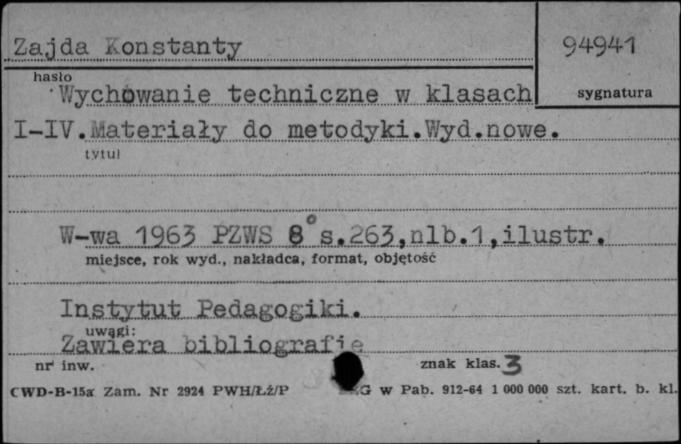 Zajda Konstanty
94941
hasło
sygnatura
Wychowanie techniczne w klasach
I-IV.Materiały do metodyki.Wyd.nowe.
tytuł
W-wa 1963 PZWS 8° s.263,nlb.1,ilustr.
miejsce, rok wyd., nakładca, format, objętość
Instytut Pedagogiki.
uwagi:
Zawiera bibliografię
nr inw.
znak klas. 3
CWD-B-15a Zam. Nr 2924 PWH/Łż/P
w Pab. 912-64 1 000 000 szt. kart. b. kl.